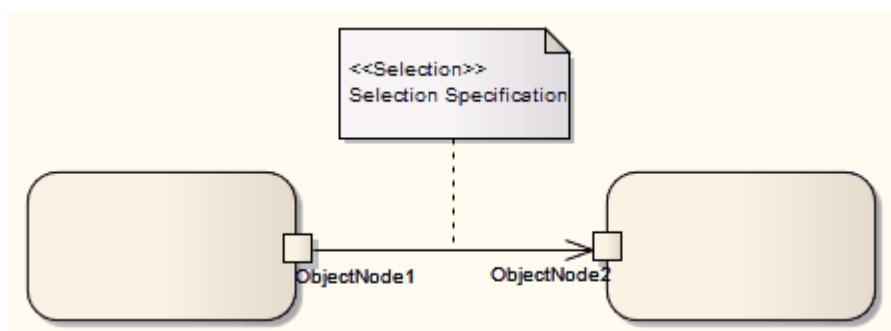 <<Selection>>
Selection Specification
ObjectNode1
ObjectNode2